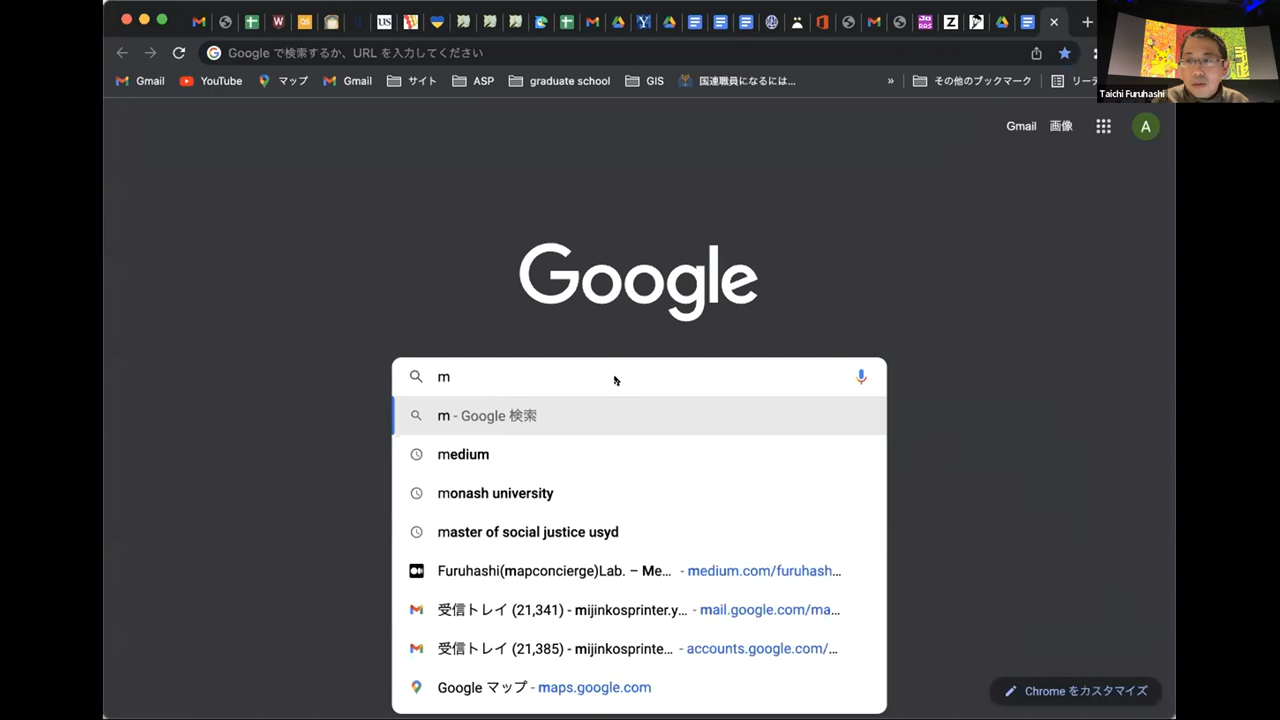 Google で検索するか、URL を入力してください
Gmail
YouTube
マップ
Gmail
サイト
ASP
graduate school
GIS
国連職員になるには...
»
その他のブックマーク
Taichi Furuhashi
Gmail
画像
A
Google
m
m - Google 検索
medium
monash university
master of social justice usyd
Furuhashi(mapconcierge)Lab. – Me... - medium.com/furuhash...
受信トレイ (21,341) - mijinkosprinter.y... - mail.google.com/ma...
受信トレイ (21,385) - mijinkosprinte... - accounts.google.com/...
Google マップ - maps.google.com
Chrome をカスタマイズ